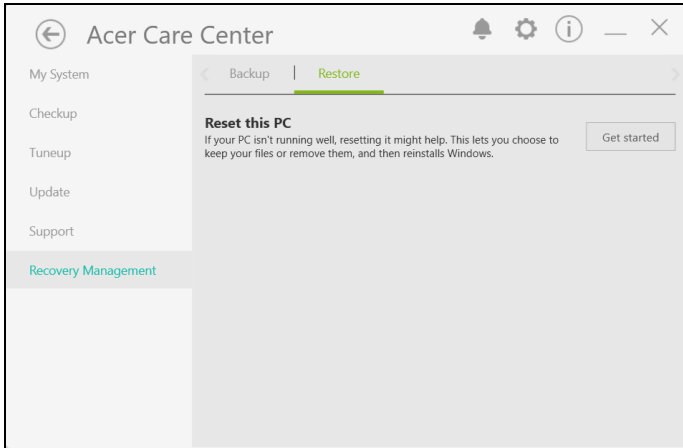 Acer Care Center
My System
Checkup
Tuneup
Update
Support
Recovery Management
Backup | Restore
Reset this PC
If your PC isn't running well, resetting it might help. This lets you choose to
keep your files or remove them, and then reinstalls Windows.
Get started